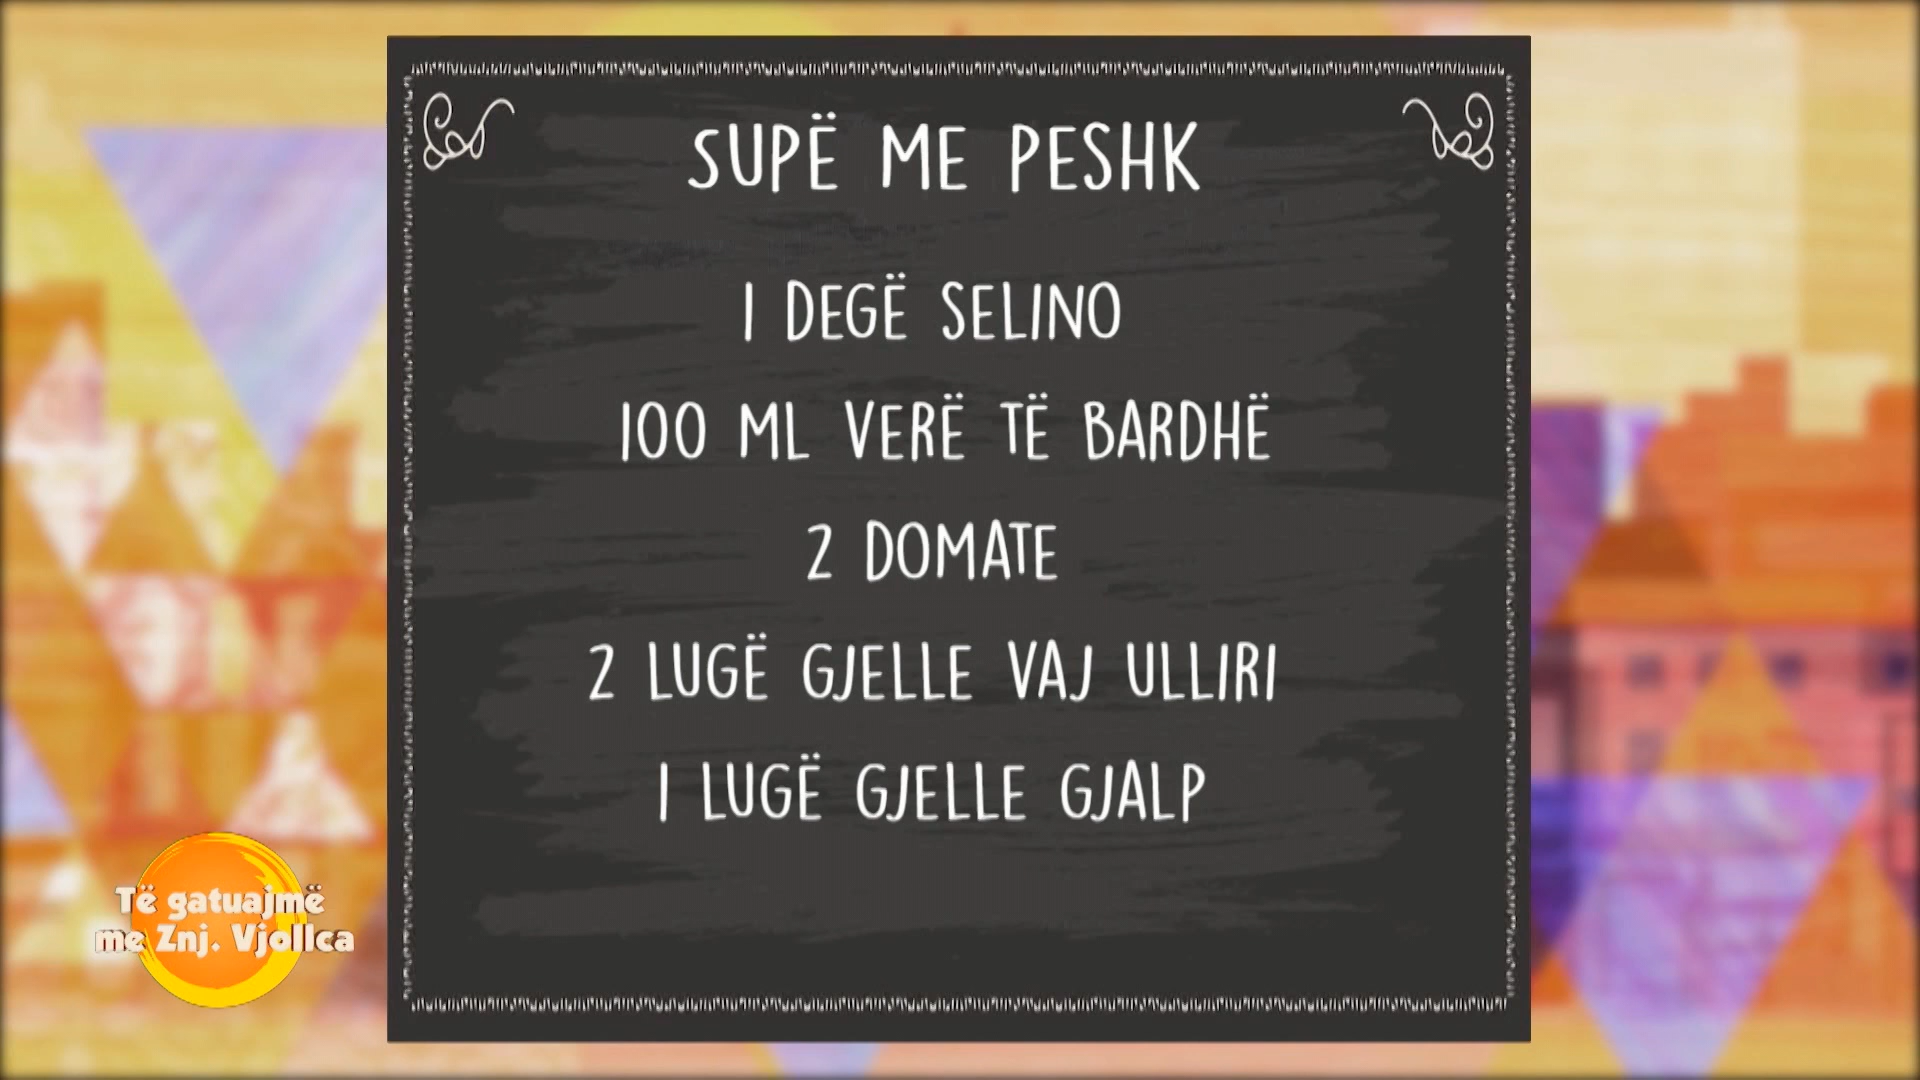 SUPË ME PESHK
1 DEGË SELINO
100 ML VERË TË BARDHË
2 DOMATE
2 LUGË GJELLE VAJ ULLIRI
1 LUGË GJELLE GJALP
Të gatuajmë
me Znj. Vjollca